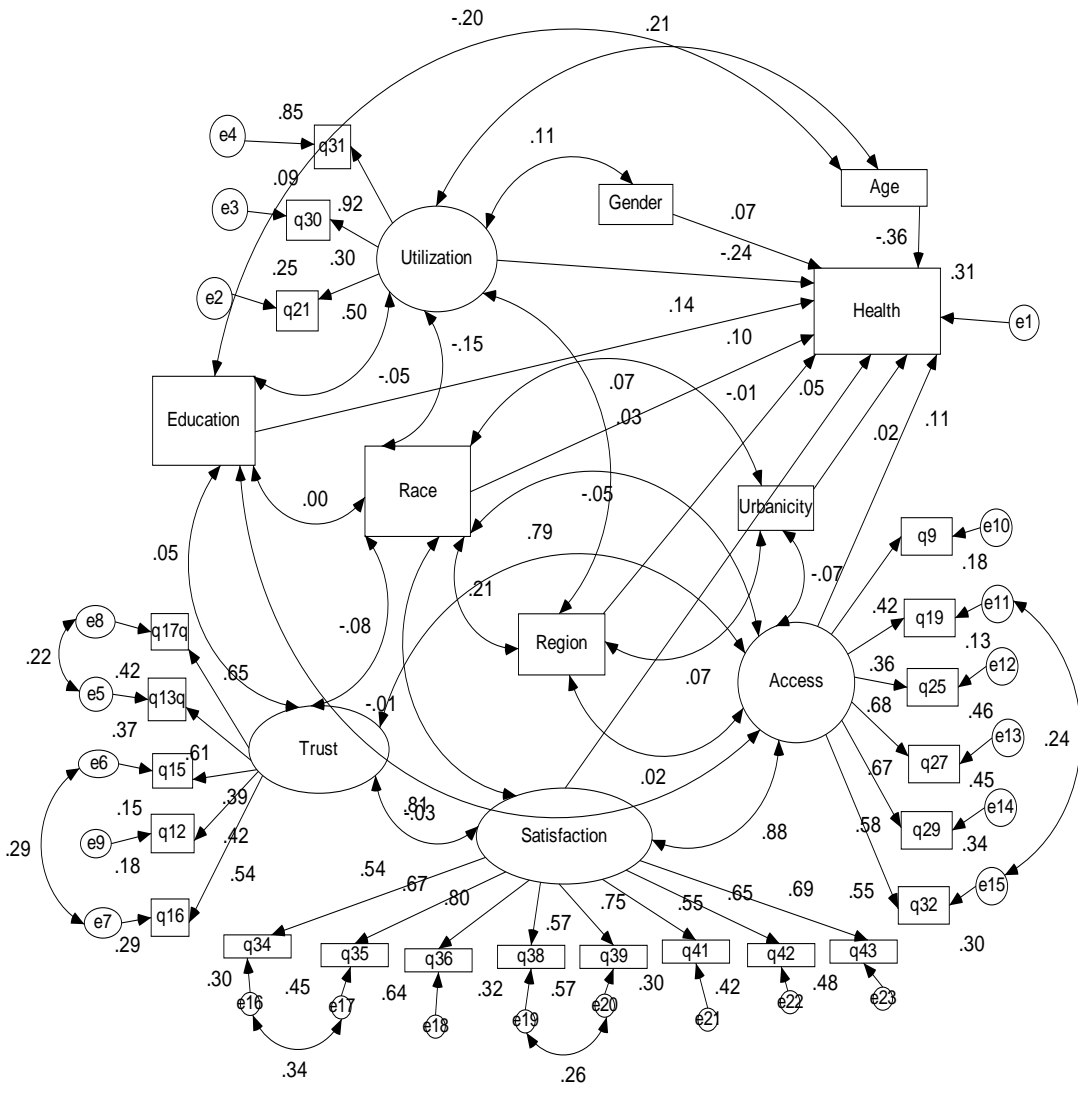 -.20
.21
.85
e4
q31
.11
.09
Age
e3
q30
.92
Gender
.07
-.36
.30
Utilization
-.24
.25
.31
e2
q21
.50
.14
Health
e1
-.15
.10
-.05
.07
-.01
.05
.03
Education
.02
.11
Race
.00
-.05
Urbanicity
q9
e10
.79
.18
.05
-.07
.21
e11
e8
q17q
-.08
Region
.42
q19
.13
.22
.42
.65
.07
Access
.36
q25
e12
e5
q13q
-.01
.68
.46
.37
.24
e13
Trust
.61
q15
e6
.02
.67
q27
.45
.15
.39
.81
-.03
e14
.29
e9
q12
.42
Satisfaction
.88
.58
q29
.34
.18
.54
.54
.67
.80
.57
.75
.55
.65
.69
.55
e15
q32
e7
q16
.29
.30
q34
q35
q36
q38
q39
q41
q42
q43
.30
.45
.64
.32
.57
.30
.42
.48
e16
e17
e18
e19
e20
e21
e22
e23
.34
.26